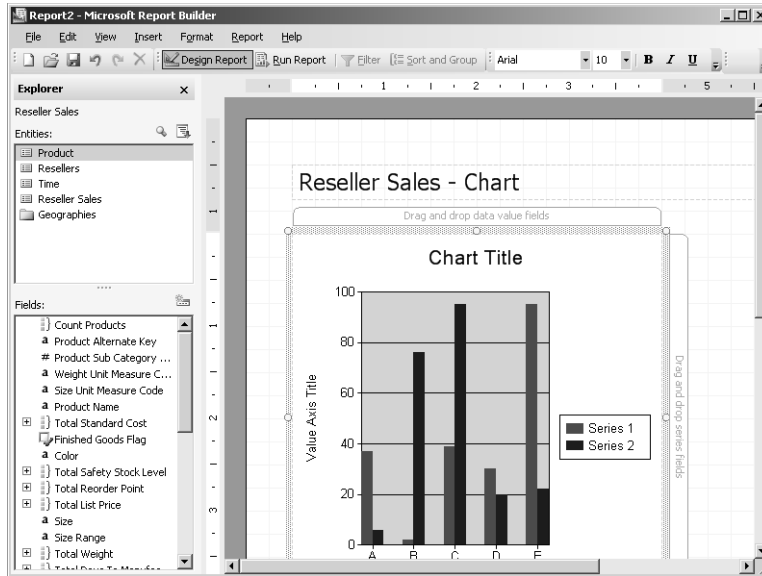 Report2 - Microsoft Report Builder
File Edit View Insert Format Report Help
Design Report Run Report Filter Sort and Group Arial 10 B I U
Explorer x
Reseller Sales
Entities:
Product
Resellers
Time
Reseller Sales
Geographies
Fields:
Count Products
a Product Alternate Key
# Product Sub Category ...
a Weight Unit Measure C...
a Size Unit Measure Code
a Product Name
Total Standard Cost
Finished Goods Flag
a Color
Total Safety Stock Level
Total Reorder Point
Total List Price
a Size
a Size Range
Total Weight
1 2 3 5
1
1
2
3
Reseller Sales - Chart
Drag and drop data value fields
Chart Title
Value Axis Title
100
80
60
40
20
0
A B C D E
Series 1
Series 2
Drag and drop series fields